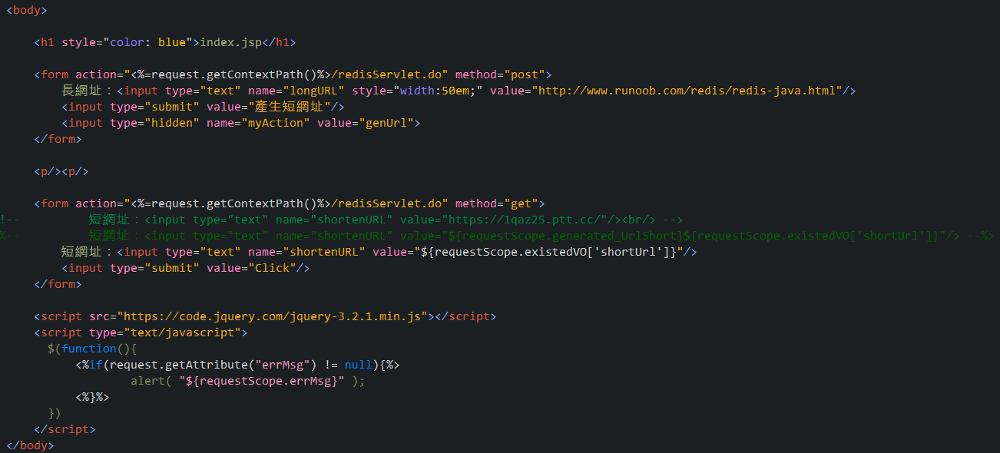 <body>
<h1 style="color: blue">index.jsp</h1>
<form action="<%=request.getContextPath()%>/redisServlet.do" method="post">
長網址：<input type="text" name="longURL" style="width:50em;" value="http://www.runoob.com/redis/redis-java.html"/>
<input type="submit" value="產生短網址"/>
<input type="hidden" name="myAction" value="genUrl">
</form>
<p/><p/>
<form action="<%=request.getContextPath()%>/redisServlet.do" method="get">
!-- 短網址：<input type="text" name="shortenURL" value="https://1qaz25.ptt.cc/"/><br/> -->
%-- 短網址：<input type="text" name="shortenURL" value="${requestScope.generated_UrlShort}${requestScope.existedVO['shortUrl']}"/> --%>
短網址：<input type="text" name="shortenURL" value="${requestScope.existedVO['shortUrl']}"/>
<input type="submit" value="Click"/>
</form>
<script src="https://code.jquery.com/jquery-3.2.1.min.js"></script>
<script type="text/javascript">
$(function(){
<%if(request.getAttribute("errMsg") != null){%>
alert( "${requestScope.errMsg}" );
<%}%>
})
</script>
</body>